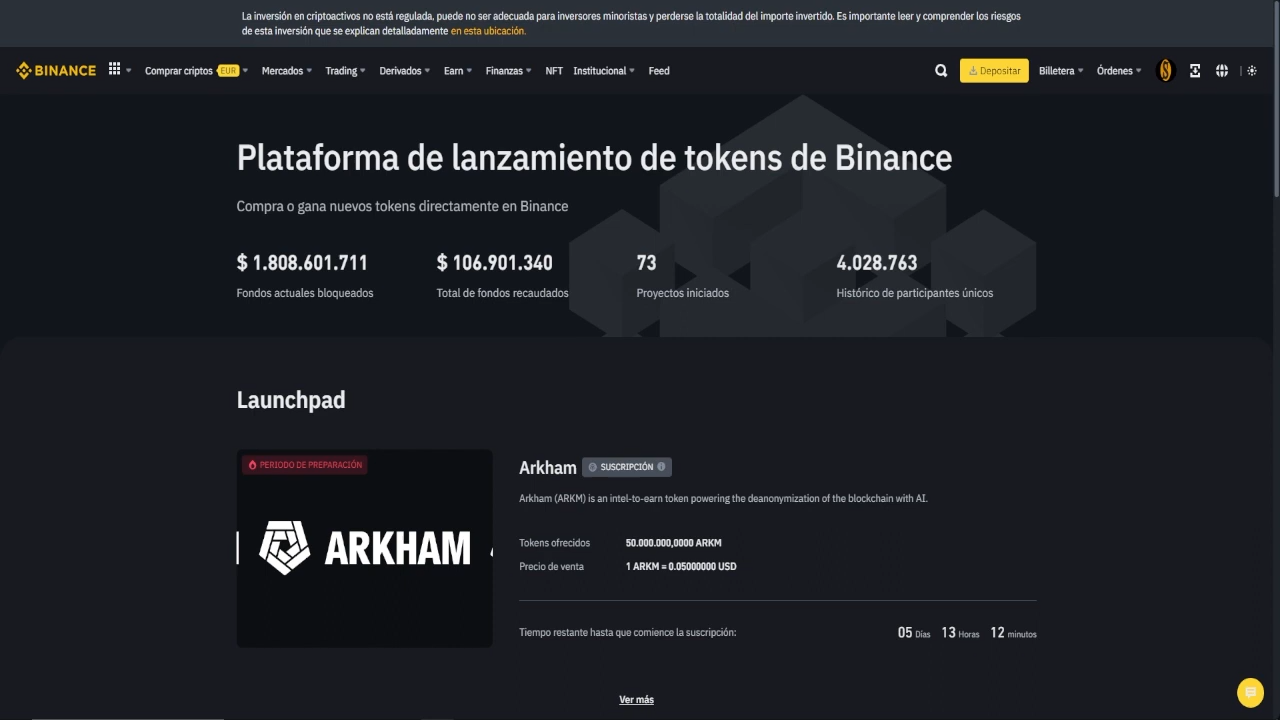 La inversión en criptoactivos no está regulada, puede no ser adecuada para inversores minoristas y perderse la totalidad del importe invertido. Es importante leer y comprender los riesgos
de esta inversión que se explican detalladamente en esta ubicación.
BINANCE Comprar criptos EUR Mercados Trading Derivados Earn Finanzas NFT Institucional Feed Depositar Billetera Órdenes
Plataforma de lanzamiento de tokens de Binance
Compra o gana nuevos tokens directamente en Binance
$ 1.808.601.711 $ 106.901.340 73 4.028.763
Fondos actuales bloqueados Total de fondos recaudados Proyectos iniciados Histórico de participantes únicos
Launchpad
PERIODO DE PREPARACIÓN
ARKHAM
Arkham SUSCRIPCIÓN
Arkham (ARKM) is an intel-to-earn token powering the deanonymization of the blockchain with AI.
Tokens ofrecidos 50.000.000,0000 ARKM
Precio de venta 1 ARKM = 0.05000000 USD
Tiempo restante hasta que comience la suscripción: 05 Días 13 Horas 12 minutos
Ver más